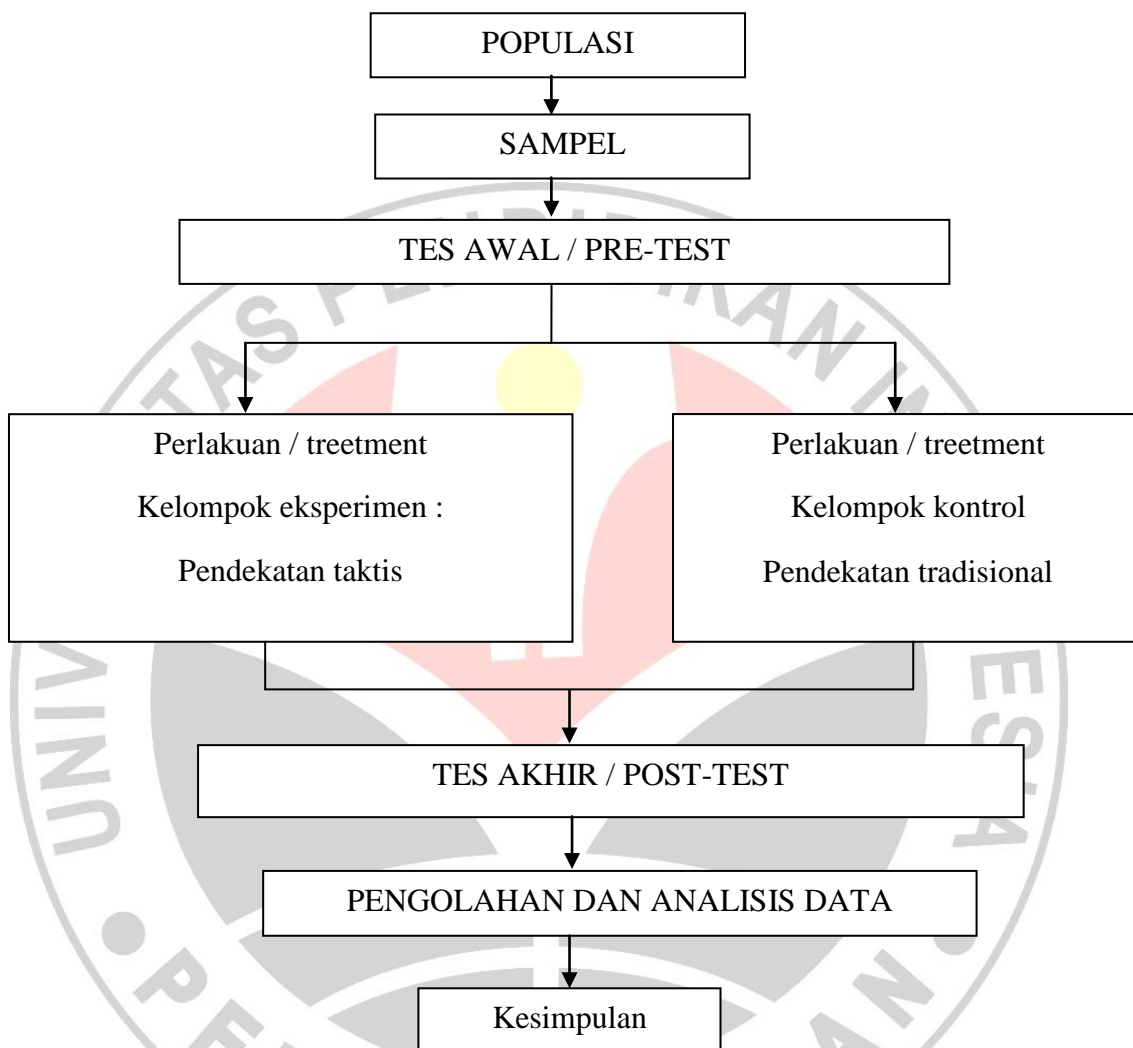 POPULASI
SAMPEL
TES AWAL / PRE-TEST
Perlakuan / treetment
Kelompok eksperimen :
Pendekatan taktis
Perlakuan / treetment
Kelompok kontrol
Pendekatan tradisional
TES AKHIR / POST-TEST
PENGOLAHAN DAN ANALISIS DATA
Kesimpulan